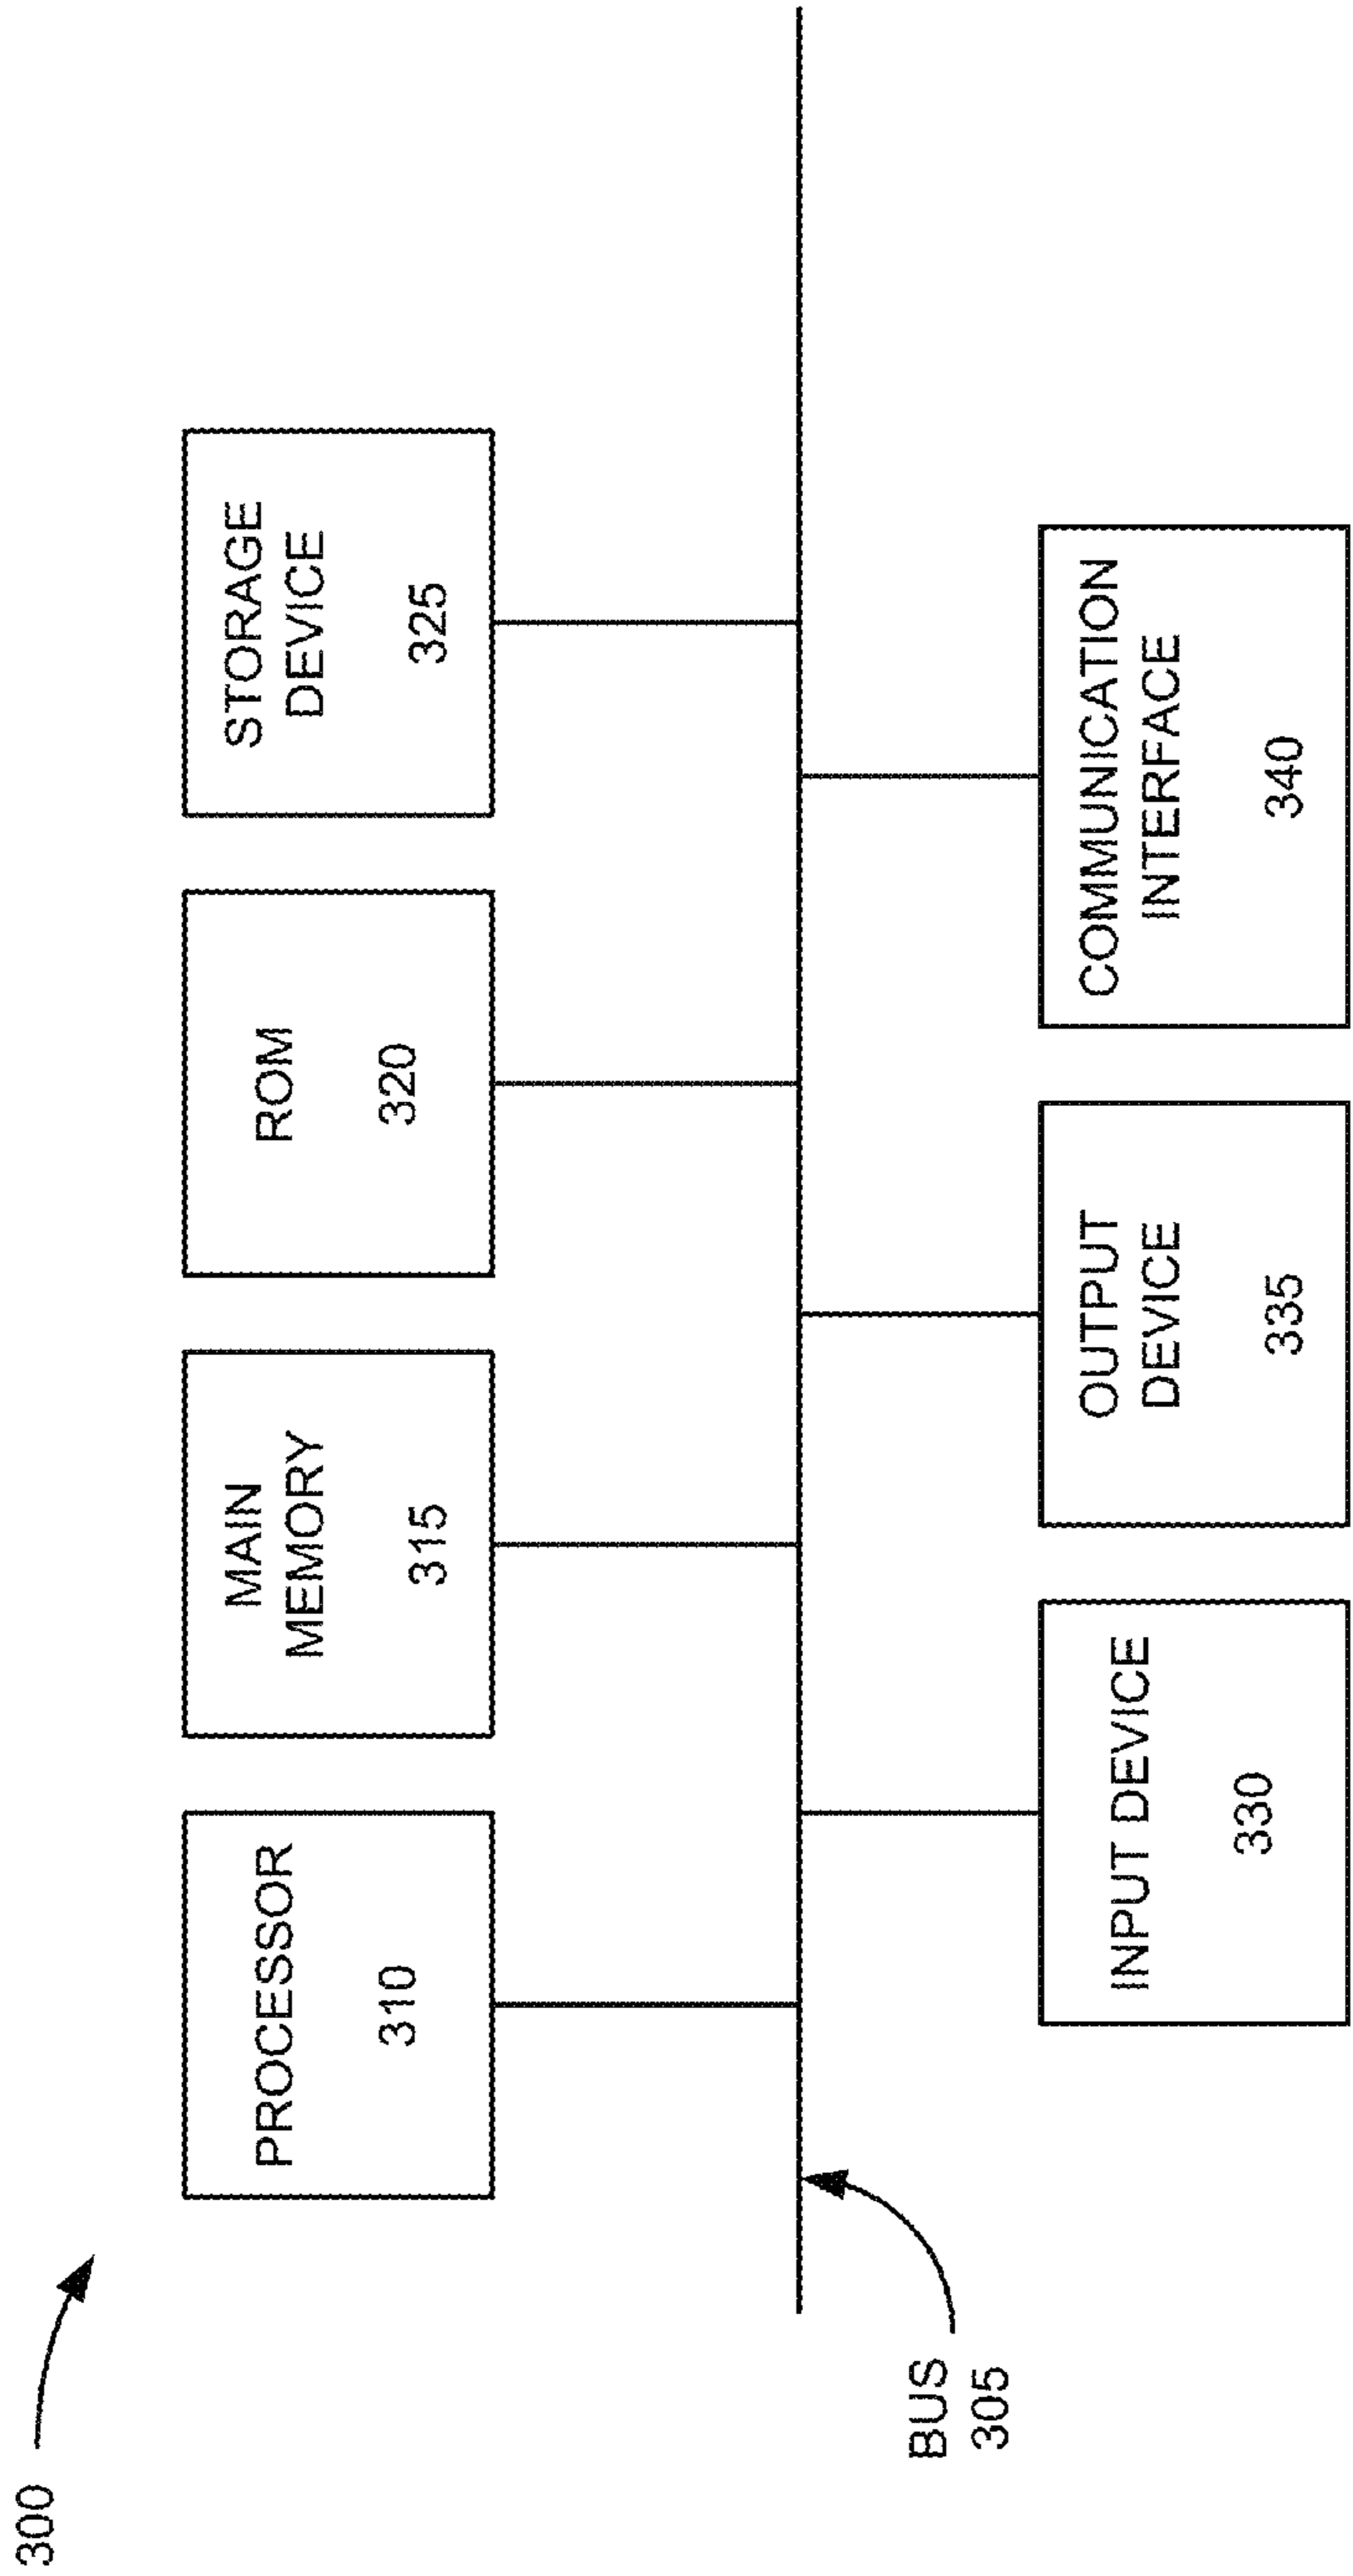 300
PROCESSOR
310
MAIN
MEMORY
315
ROM
320
STORAGE
DEVICE
325
BUS
305
INPUT DEVICE
330
OUTPUT
DEVICE
335
COMMUNICATION
INTERFACE
340